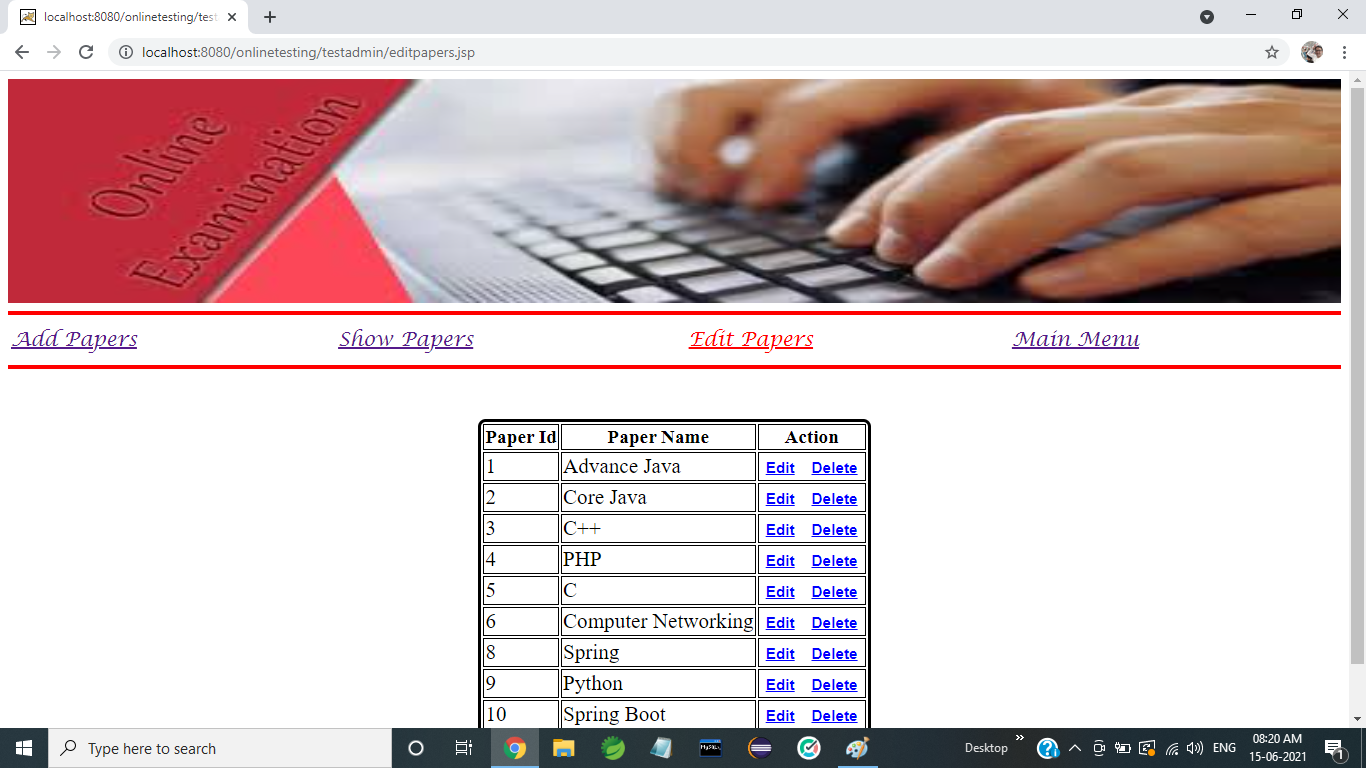 localhost:8080/onlinetesting/test
localhost:8080/onlinetesting/testadmin/editpapers.jsp
Online
Examination
Add Papers Show Papers Edit Papers Main Menu
Paper Id Paper Name Action
1 Advance Java Edit Delete
2 Core Java Edit Delete
3 C++ Edit Delete
4 PHP Edit Delete
5 C Edit Delete
6 Computer Networking Edit Delete
8 Spring Edit Delete
9 Python Edit Delete
10 Spring Boot Edit Delete
Type here to search
MySQL
Desktop
ENG
08:20 AM
15-06-2021
1